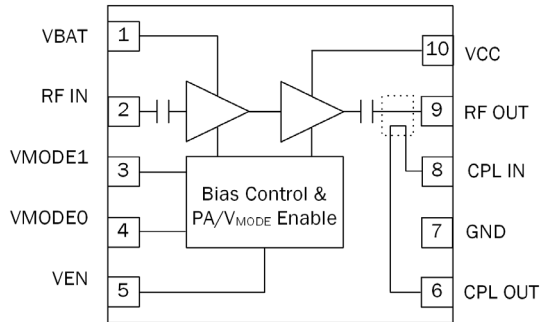 VBAT 1
10 VCC
RF IN 2
9 RF OUT
VMODE1 3
8 CPL IN
Bias Control &
PA/VMODE Enable
VMODE0 4
7 GND
VEN 5
6 CPL OUT